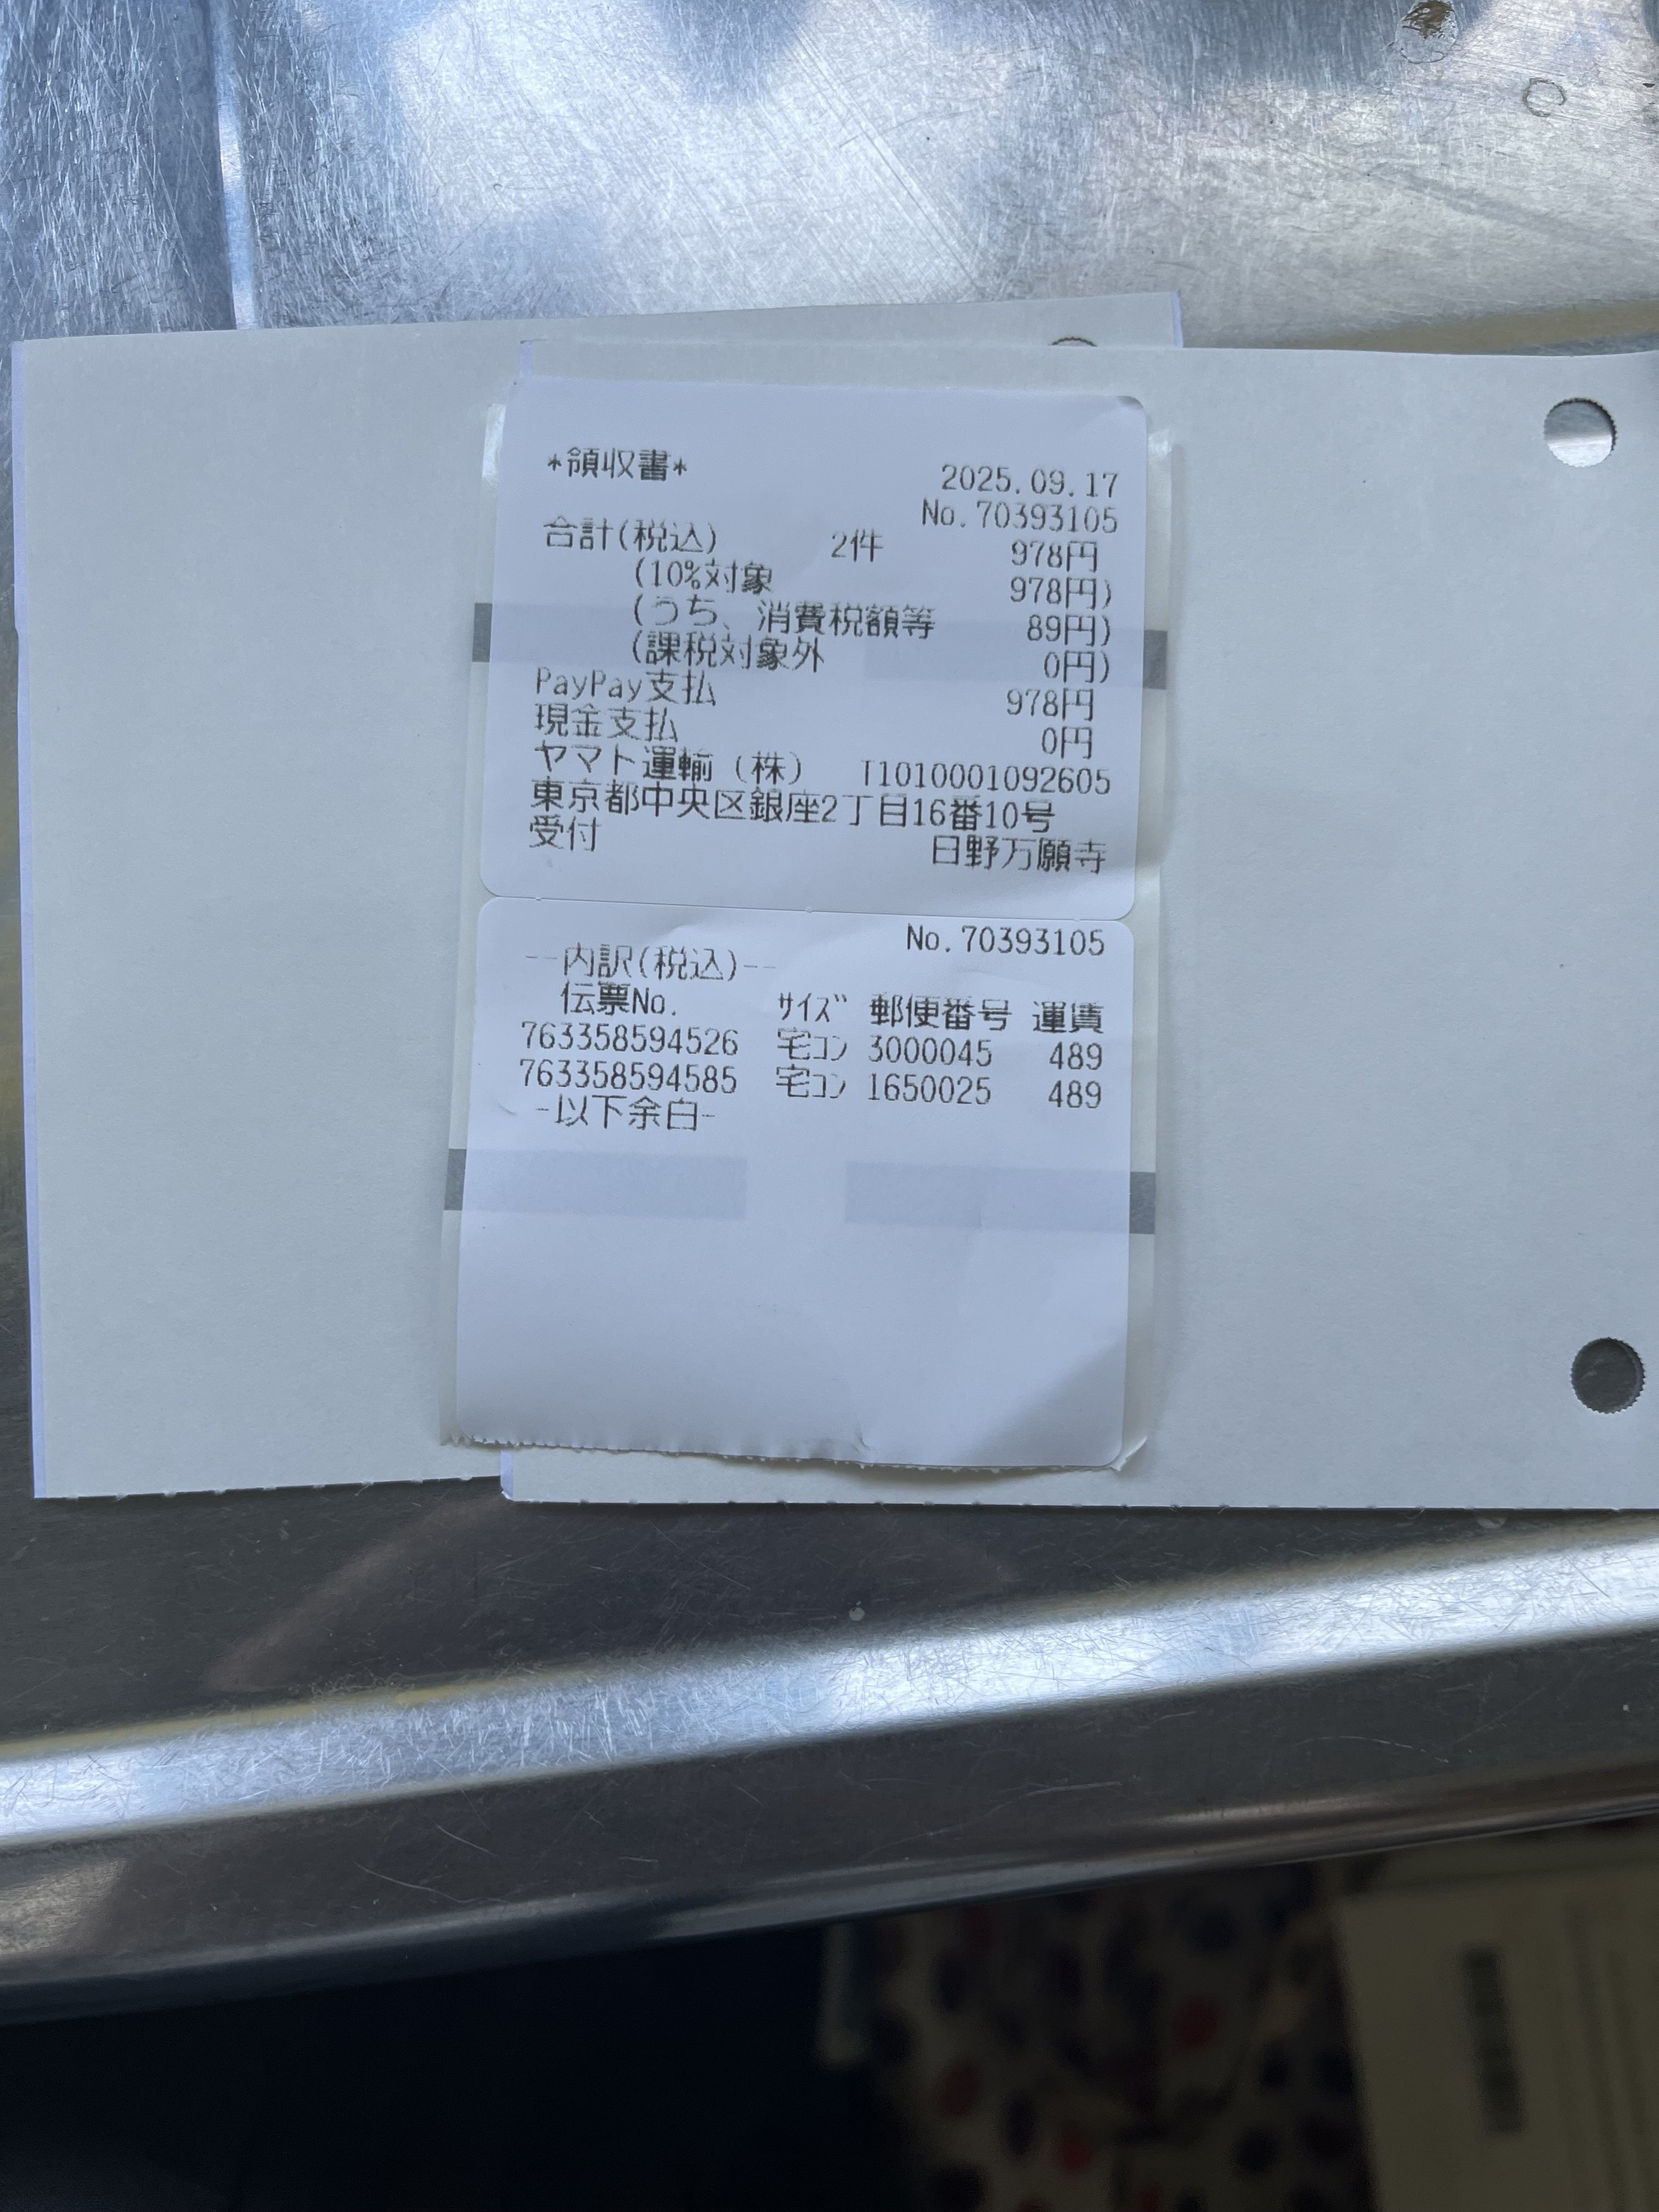 *領収書*
2025.09.17
No.70393105
合計(税込) 2件 978円
(10%対象 978円)
(うち、消費税額等 89円)
(課税対象外 0円)
PayPay支払 978円
現金支払 0円
ヤマト運輸(株) T1010001092605
東京都中央区銀座2丁目16番10号
受付 日野万願寺
No.70393105
--内訳(税込)--
伝票No. サイズ 郵便番号 運賃
763358594526 宅コン 3000045 489
763358594585 宅コン 1650025 489
-以下余白-